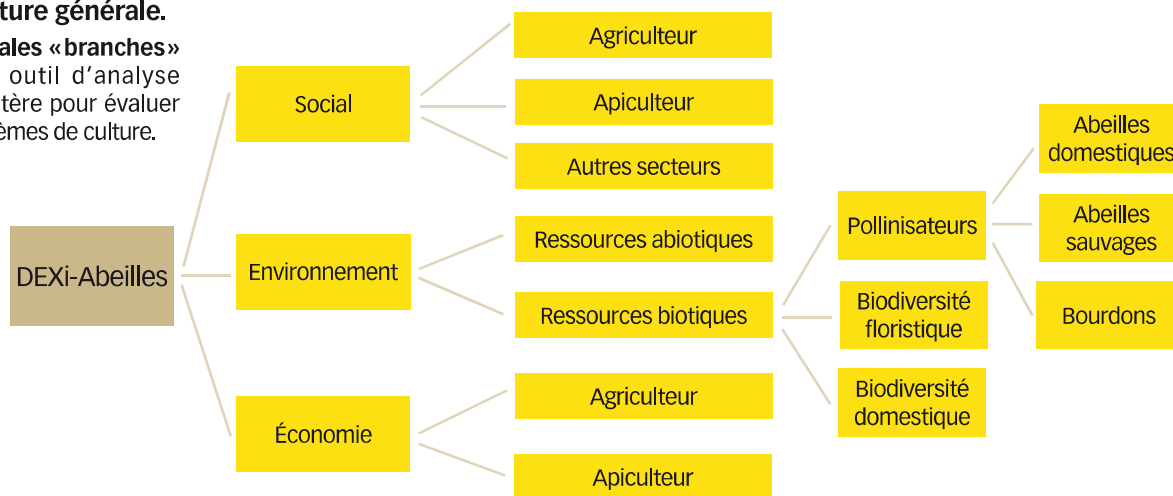 ture générale.
ales «branches»
outil d'analyse
tère pour évaluer
èmes de culture.
DEXi-Abeilles
Social
Environnement
Économie
Agriculteur
Apiculteur
Autres secteurs
Ressources abiotiques
Ressources biotiques
Agriculteur
Apiculteur
Pollinisateurs
Biodiversité
floristique
Biodiversité
domestique
Abeilles
domestiques
Abeilles
sauvages
Bourdons